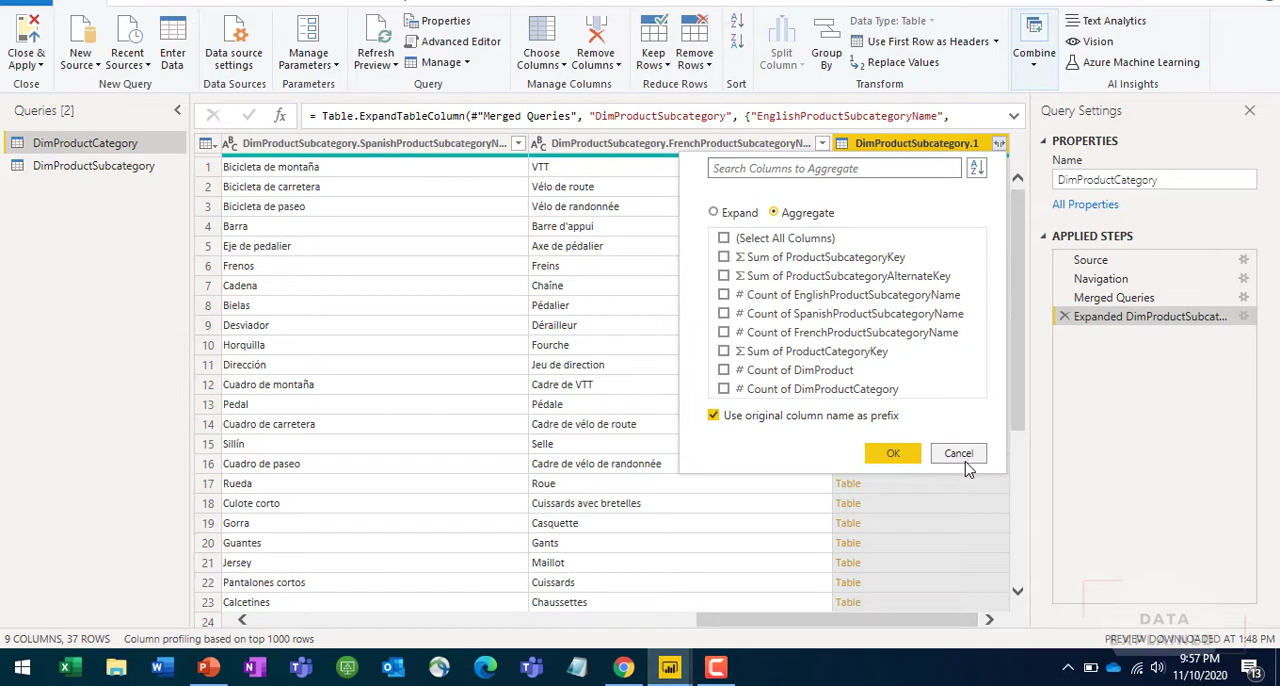 Close &
Apply
Close
New
Source
Recent
Sources
Enter
Data
New Query
Data source
settings
Data Sources
Manage
Parameters
Parameters
Refresh
Preview
Properties
Advanced Editor
Manage
Query
Choose
Columns
Remove
Columns
Manage Columns
Keep
Rows
Remove
Rows
Reduce Rows
Sort
Split
Column
Group
By
Data Type: Table
Use First Row as Headers
Replace Values
Transform
Combine
Text Analytics
Vision
Azure Machine Learning
AI Insights
Queries [2]
DimProductCategory
DimProductSubcategory
= Table.ExpandTableColumn(#"Merged Queries", "DimProductSubcategory", {"EnglishProductSubcategoryName",
DimProductSubcategory.SpanishProductSubcategoryN...
DimProductSubcategory.FrenchProductSubcategoryN...
DimProductSubcategory.1
1 Bicicleta de montaña VTT
2 Bicicleta de carretera Vélo de route
3 Bicicleta de paseo Vélo de randonnée
4 Barra Barre d'appui
5 Eje de pedalier Axe de pédalier
6 Frenos Freins
7 Cadena Chaîne
8 Bielas Pédalier
9 Desviador Dérailleur
10 Horquilla Fourche
11 Dirección Jeu de direction
12 Cuadro de montaña Cadre de VTT
13 Pedal Pédale
14 Cuadro de carretera Cadre de vélo de route
15 Sillín Selle
16 Cuadro de paseo Cadre de vélo de randonnée
17 Rueda Roue Table
18 Culote corto Cuissards avec bretelles Table
19 Gorra Casquette Table
20 Guantes Gants Table
21 Jersey Maillot Table
22 Pantalones cortos Cuissards Table
23 Calcetines Chaussettes Table
24
Search Columns to Aggregate
Expand
Aggregate
(Select All Columns)
Σ Sum of ProductSubcategoryKey
Σ Sum of ProductSubcategoryAlternateKey
# Count of EnglishProductSubcategoryName
# Count of SpanishProductSubcategoryName
# Count of FrenchProductSubcategoryName
Σ Sum of ProductCategoryKey
# Count of DimProduct
# Count of DimProductCategory
Use original column name as prefix
OK
Cancel
Query Settings
PROPERTIES
Name
DimProductCategory
All Properties
APPLIED STEPS
Source
Navigation
Merged Queries
Expanded DimProductSubcat...
DATA
9 COLUMNS, 37 ROWS
Column profiling based on top 1000 rows
PREVIEW DOWNLOADED AT 1:48 PM
9:57 PM
11/10/2020
13